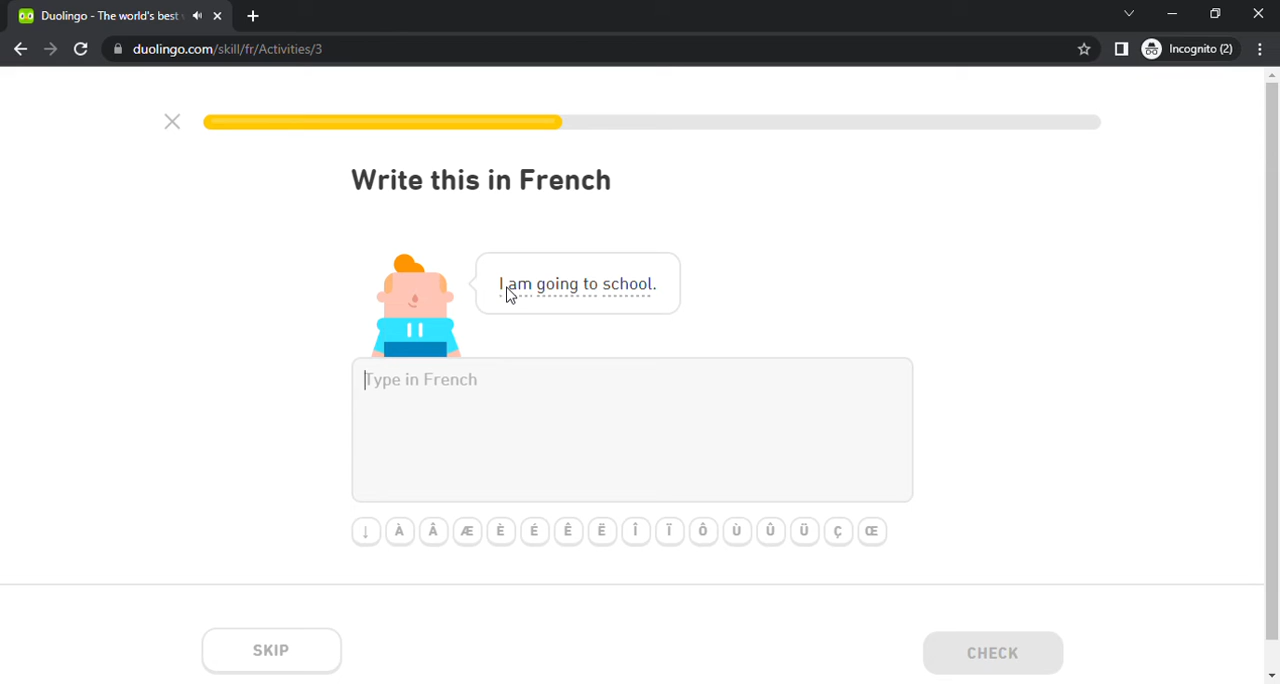 Duolingo - The world's best
duolingo.com/skill/fr/Activities/3
Incognito (2)
Write this in French
I am going to school.
Type in French
↓ À Â Æ È É Ê Ë Î Ï Ô Ù Û Ü Ç Œ
SKIP
CHECK